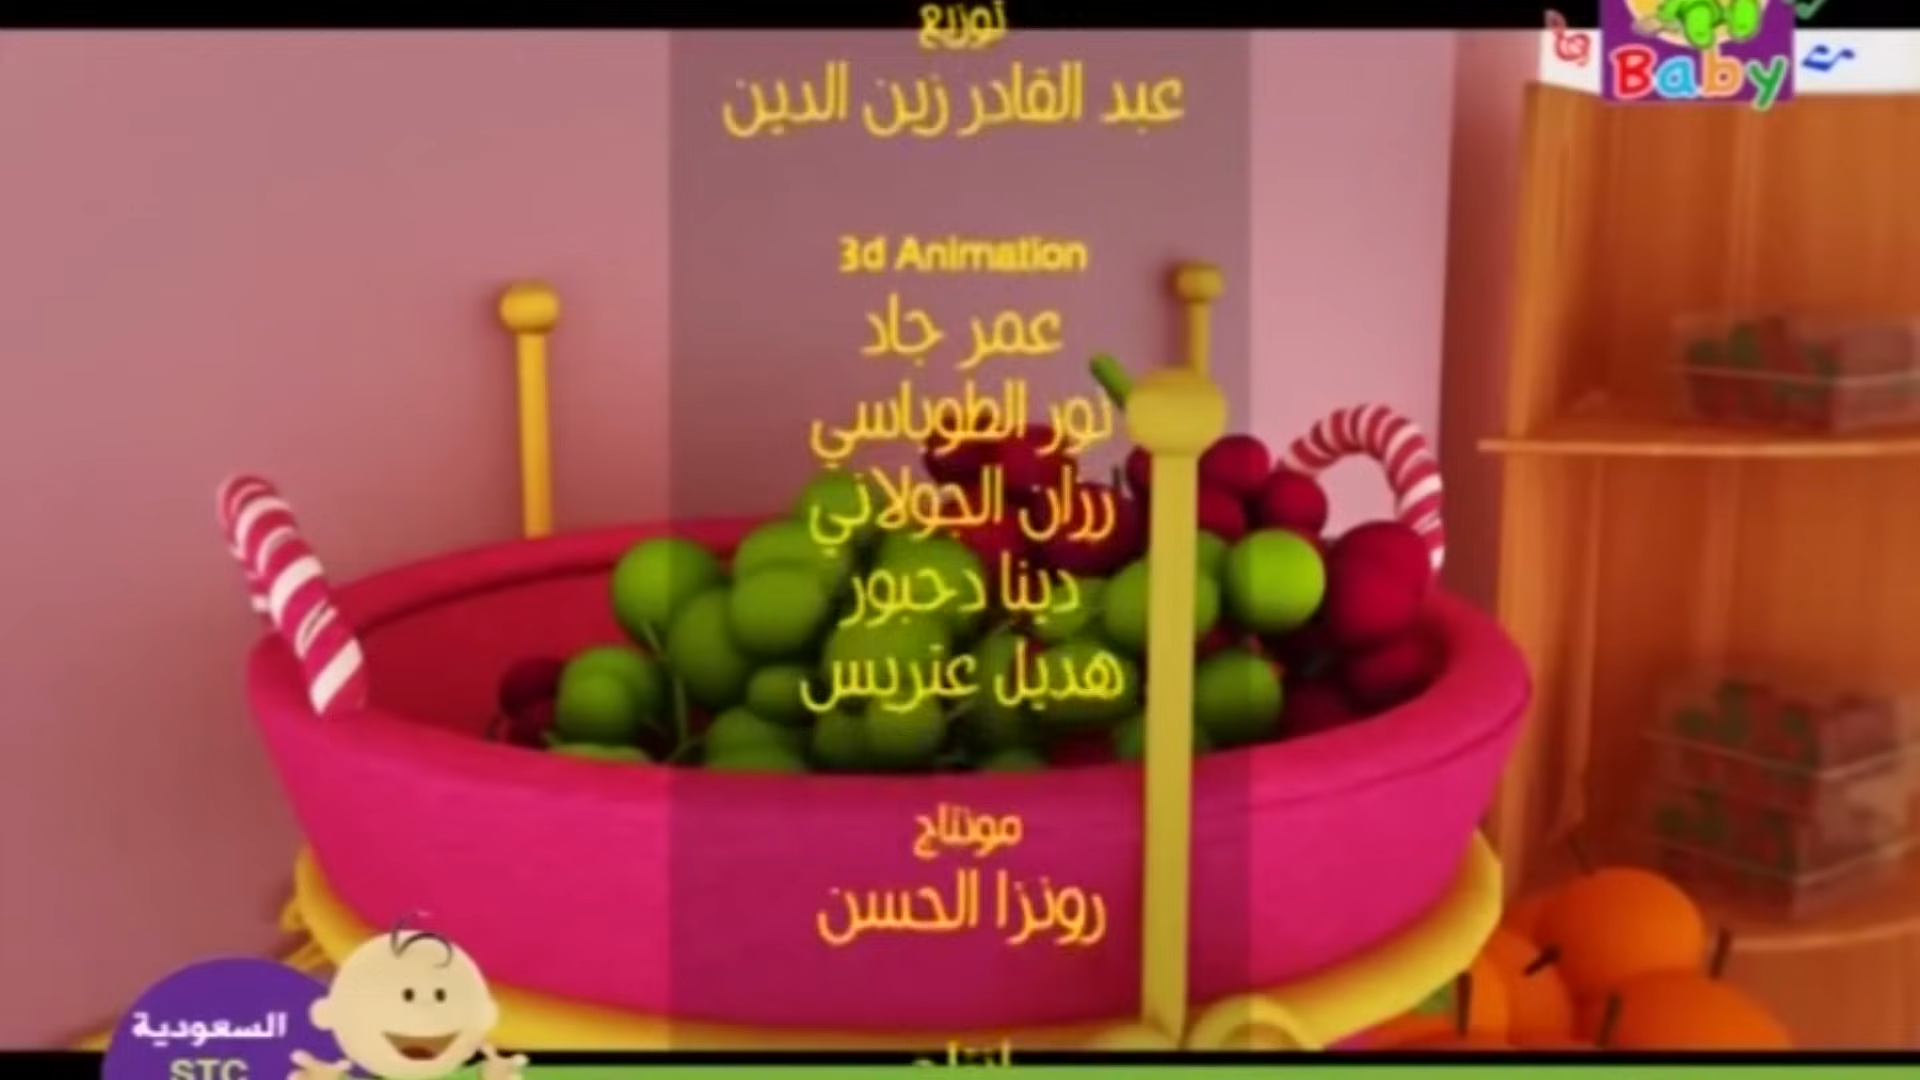 توزيع
عبد القادر زين الدين
3d Animation
عمر جاد
نور الطوباسي
رزان الجولاني
دينا دحبور
هديل عتريس
مونتاج
رونزا الحسن
Baby
السعودية
STC